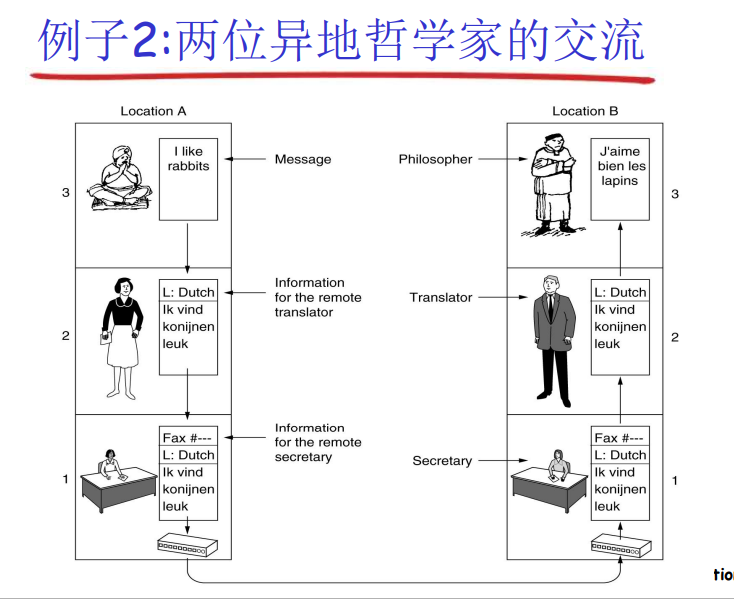 例子2:两位异地哲学家的交流
Location A
Location B
3
I like
rabbits
Message
Philosopher
J'aime
bien les
lapins
3
2
L: Dutch
Ik vind
konijnen
leuk
Information
for the remote
translator
Translator
L: Dutch
Ik vind
konijnen
leuk
2
1
Fax #---
L: Dutch
Ik vind
konijnen
leuk
Information
for the remote
secretary
Secretary
Fax #---
L: Dutch
Ik vind
konijnen
leuk
1